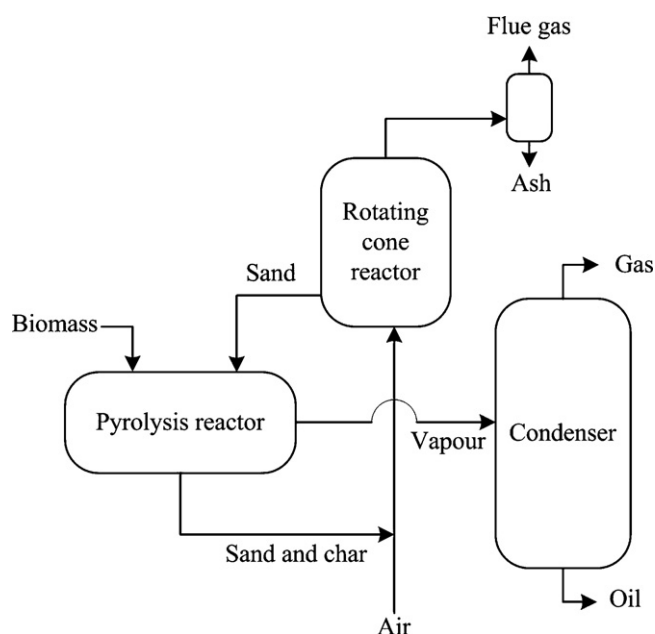 Flue gas
Ash
Rotating
cone
reactor
Sand
Gas
Biomass
Pyrolysis reactor
Vapour
Condenser
Sand and char
Oil
Air